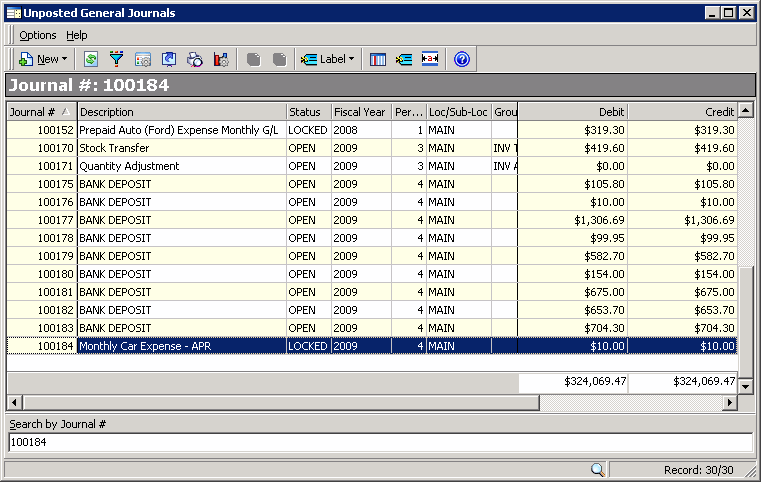 Unposted General Journals
Options Help
New Label
Journal #: 100184
Journal # Description Status Fiscal Year Per... Loc/Sub-Loc Grou Debit Credit
100152 Prepaid Auto (Ford) Expense Monthly G/L LOCKED 2008 1 MAIN $319.30 $319.30
100170 Stock Transfer OPEN 2009 3 MAIN INV T $419.60 $419.60
100171 Quantity Adjustment OPEN 2009 3 MAIN INV A $0.00 $0.00
100175 BANK DEPOSIT OPEN 2009 4 MAIN $105.80 $105.80
100176 BANK DEPOSIT OPEN 2009 4 MAIN $10.00 $10.00
100177 BANK DEPOSIT OPEN 2009 4 MAIN $1,306.69 $1,306.69
100178 BANK DEPOSIT OPEN 2009 4 MAIN $99.95 $99.95
100179 BANK DEPOSIT OPEN 2009 4 MAIN $582.70 $582.70
100180 BANK DEPOSIT OPEN 2009 4 MAIN $154.00 $154.00
100181 BANK DEPOSIT OPEN 2009 4 MAIN $675.00 $675.00
100182 BANK DEPOSIT OPEN 2009 4 MAIN $653.70 $653.70
100183 BANK DEPOSIT OPEN 2009 4 MAIN $704.30 $704.30
100184 Monthly Car Expense - APR LOCKED 2009 4 MAIN $10.00 $10.00
$324,069.47 $324,069.47
Search by Journal #
100184
Record: 30/30